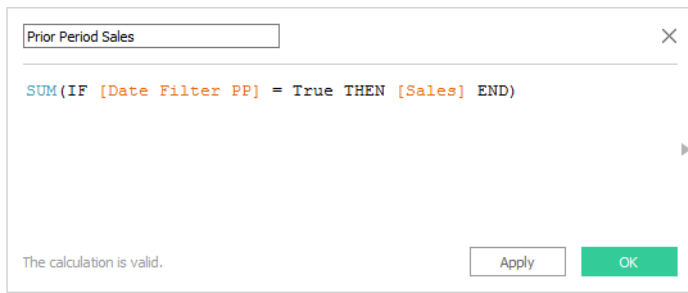 Prior Period Sales
SUM(IF [Date Filter PP] = True THEN [Sales] END)
The calculation is valid.
Apply
OK